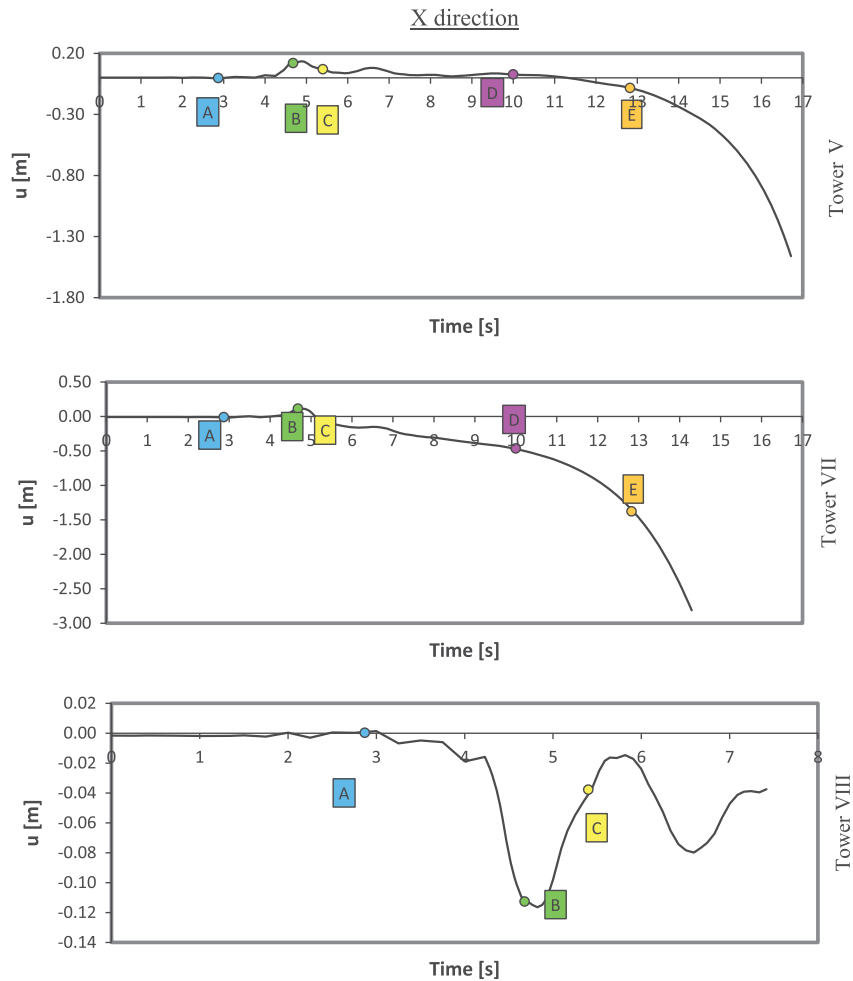 X direction
0.20
-0.30
-0.80
-1.30
-1.80
0 1 2 3 4 5 6 7 8 9 10 11 12 13 14 15 16 17
A B C D E
u [m]
Time [s]
Tower V
0.50
0.00
-0.50
-1.00
-1.50
-2.00
-2.50
-3.00
0 1 2 3 4 5 6 7 8 9 10 11 12 13 14 15 16 17
A B C D E
u [m]
Time [s]
Tower VII
0.02
0.00
-0.02
-0.04
-0.06
-0.08
-0.10
-0.12
-0.14
0 1 2 3 4 5 6 7 8
A B C
u [m]
Time [s]
Tower VIII